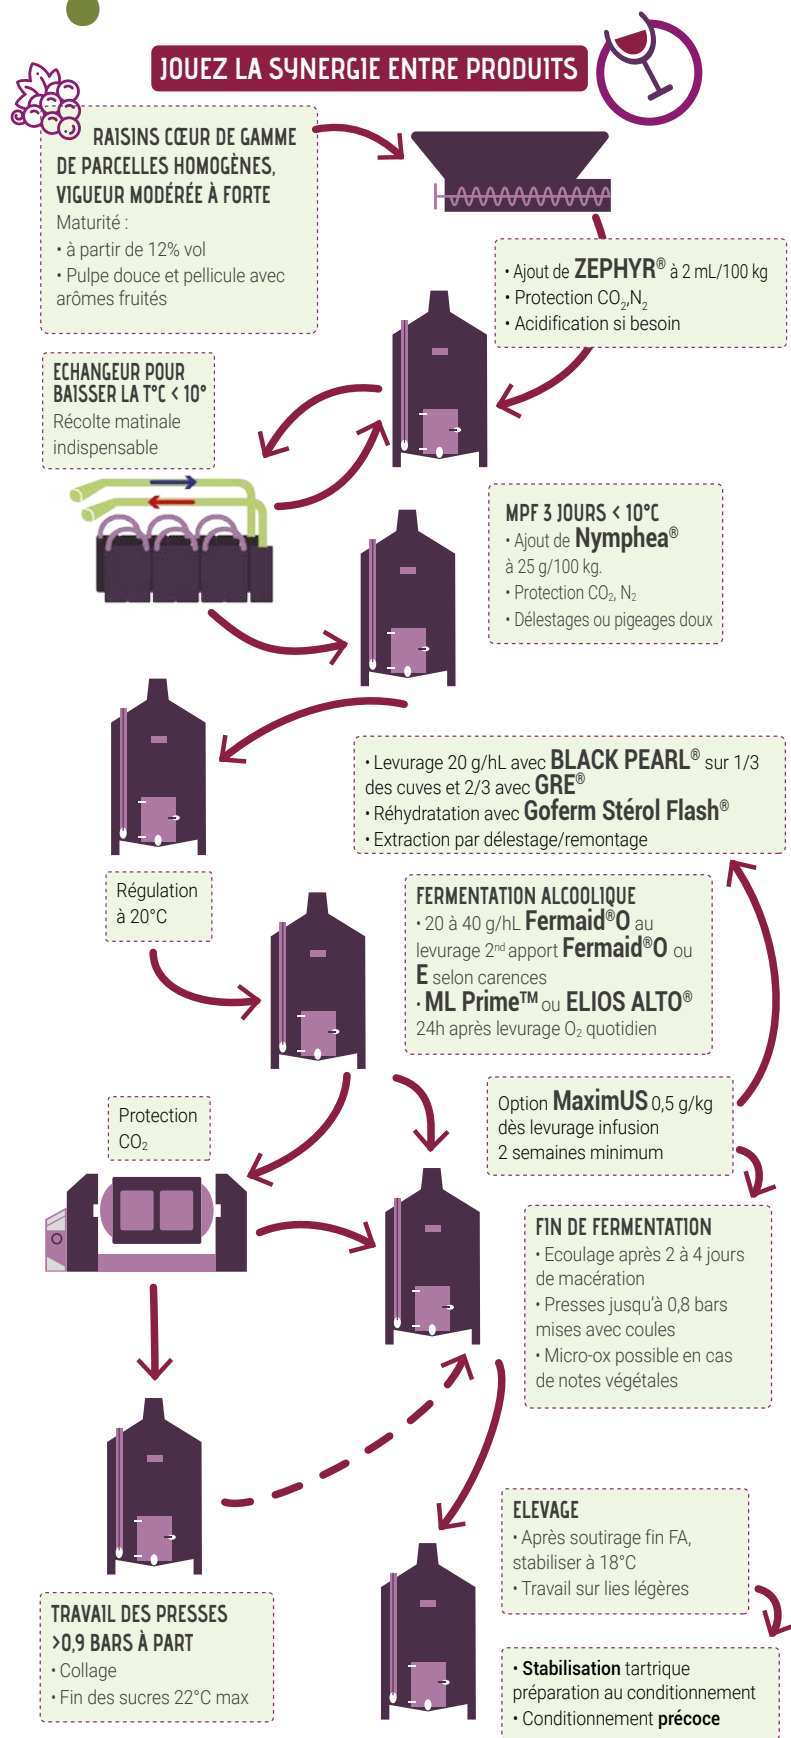 JOUEZ LA SYNERGIE ENTRE PRODUITS
RAISINS CŒUR DE GAMME
DE PARCELLES HOMOGÈNES,
VIGUEUR MODÉRÉE À FORTE
Maturité :
• à partir de 12% vol
• Pulpe douce et pellicule avec
arômes fruités
• Ajout de ZEPHYR® à 2 mL/100 kg
• Protection CO₂,N₂
• Acidification si besoin
ECHANGEUR POUR
BAISSER LA T°C < 10°
Récolte matinale
indispensable
MPF 3 JOURS < 10°C
• Ajout de Nymphea®
à 25 g/100 kg.
• Protection CO₂, N₂
• Délestages ou pigeages doux
• Levurage 20 g/hL avec BLACK PEARL® sur 1/3
des cuves et 2/3 avec GRE®
• Réhydratation avec Goferm Stérol Flash®
• Extraction par délestage/remontage
Régulation
à 20°C
FERMENTATION ALCOOLIQUE
• 20 à 40 g/hL Fermaid®O au
levurage 2nd apport Fermaid®O ou
E selon carences
• ML Prime™ ou ELIOS ALTO®
24h après levurage O₂ quotidien
Option MaximUS 0,5 g/kg
dès levurage infusion
2 semaines minimum
Protection
CO₂
FIN DE FERMENTATION
• Ecoulage après 2 à 4 jours
de macération
• Presses jusqu'à 0,8 bars
mises avec coules
• Micro-ox possible en cas
de notes végétales
ELEVAGE
• Après soutirage fin FA,
stabiliser à 18°C
• Travail sur lies légères
TRAVAIL DES PRESSES
>0,9 BARS À PART
• Collage
• Fin des sucres 22°C max
• Stabilisation tartrique
préparation au conditionnement
• Conditionnement précoce